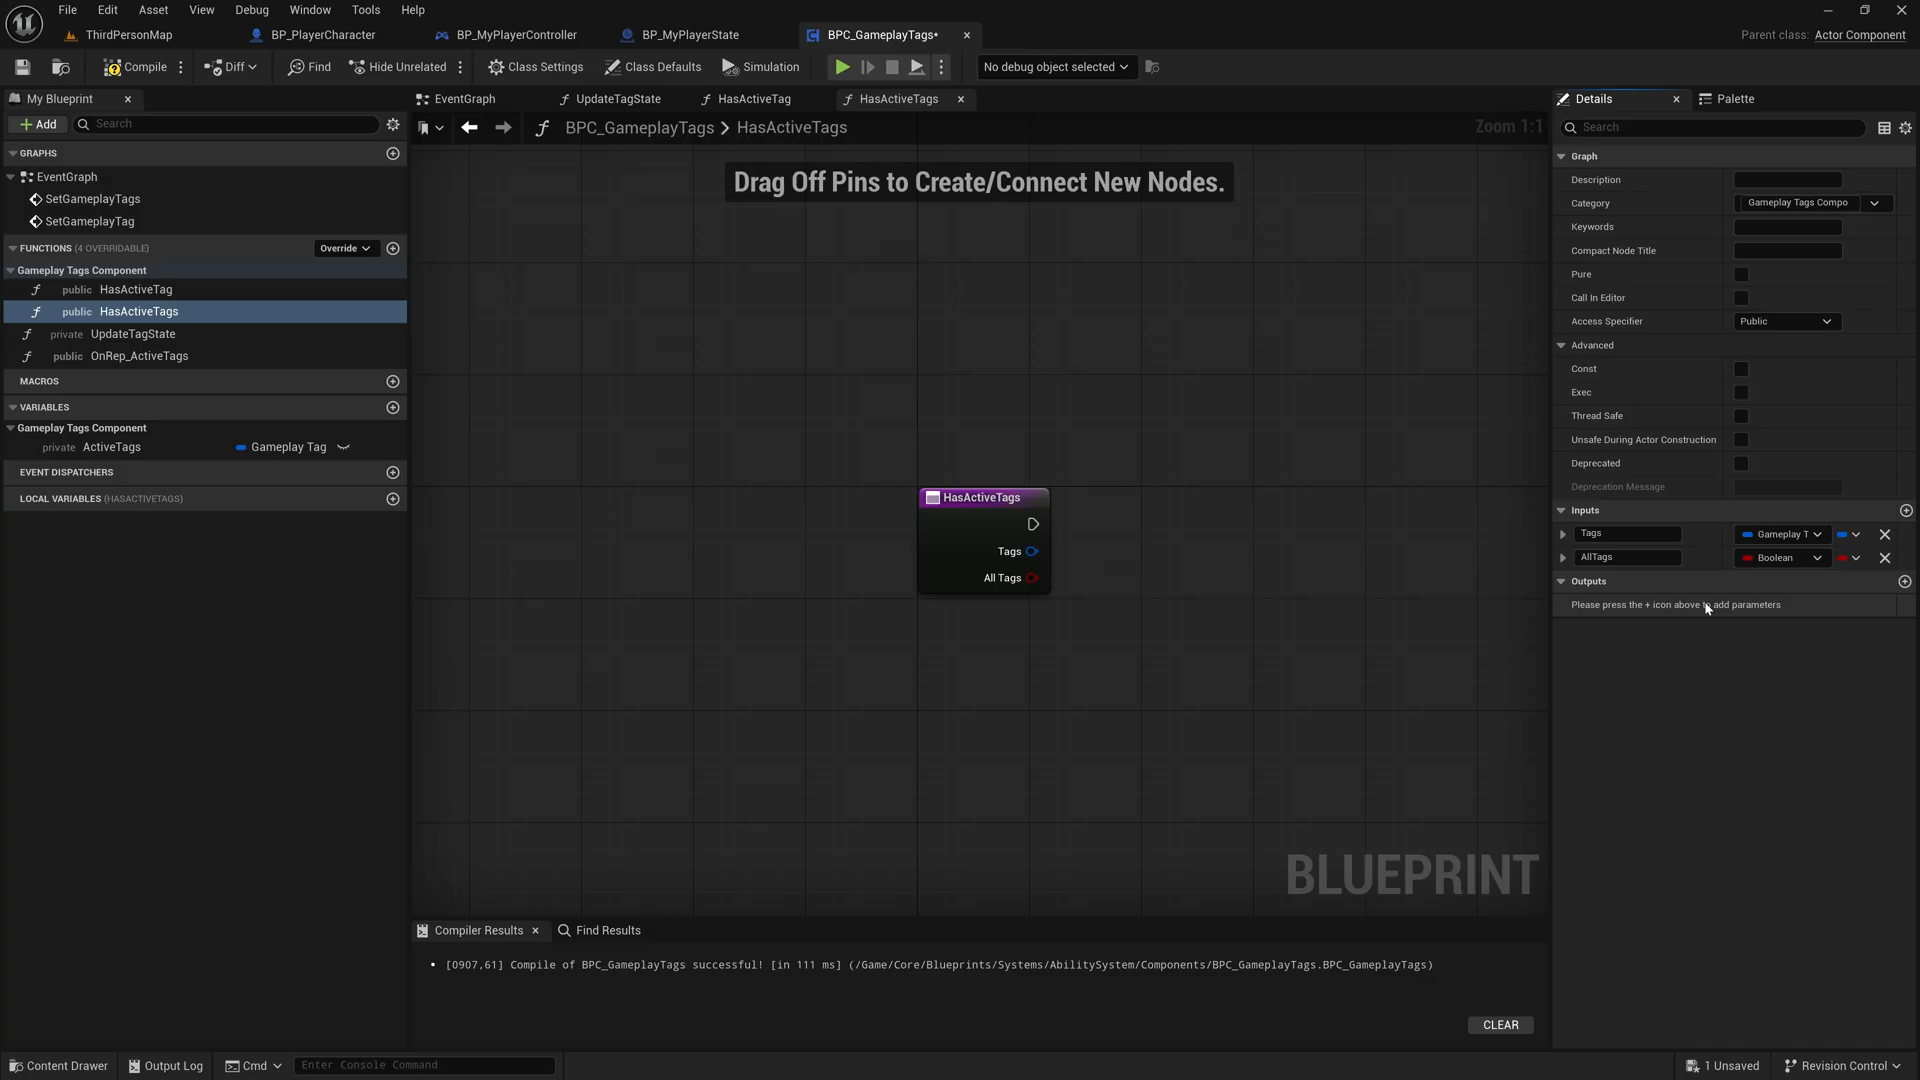 File Edit Asset View Window Debug Window Tools Help
ThirdPersonMap BP_PlayerCharacter BP_MyPlayerController BP_MyPlayerState BPC_GameplayTags* Parent class: Actor Component
Compile Diff Find Hide Unrelated Class Settings Class Defaults Simulation No debug object selected
My Blueprint EventGraph UpdateTagState HasActiveTag HasActiveTags Details Palette
Add Search BPC_GameplayTags > HasActiveTags Zoom 1:1 Search
GRAPHS
EventGraph
SetGameplayTags
SetGameplayTag
FUNCTIONS (4 OVERRIDABLE) Override
Gameplay Tags Component
public HasActiveTag
public HasActiveTags
private UpdateTagState
public OnRep_ActiveTags
MACROS
VARIABLES
Gameplay Tags Component
private ActiveTags Gameplay Tag
EVENT DISPATCHERS
LOCAL VARIABLES (HASACTIVETAGS)
Drag Off Pins to Create/Connect New Nodes.
HasActiveTags
Tags
All Tags
BLUEPRINT
Graph
Description
Category Gameplay Tags Compo
Keywords
Compact Node Title
Pure
Call In Editor
Access Specifier Public
Advanced
Const
Exec
Thread Safe
Unsafe During Actor Construction
Deprecated
Deprecation Message
Inputs
Tags Gameplay T
AllTags Boolean
Outputs
Please press the + icon above to add parameters
Compiler Results Find Results
• [0907,61] Compile of BPC_GameplayTags successful! [in 111 ms] (/Game/Core/Blueprints/Systems/AbilitySystem/Components/BPC_GameplayTags.BPC_GameplayTags)
CLEAR
Content Drawer Output Log Cmd Enter Console Command 1 Unsaved Revision Control